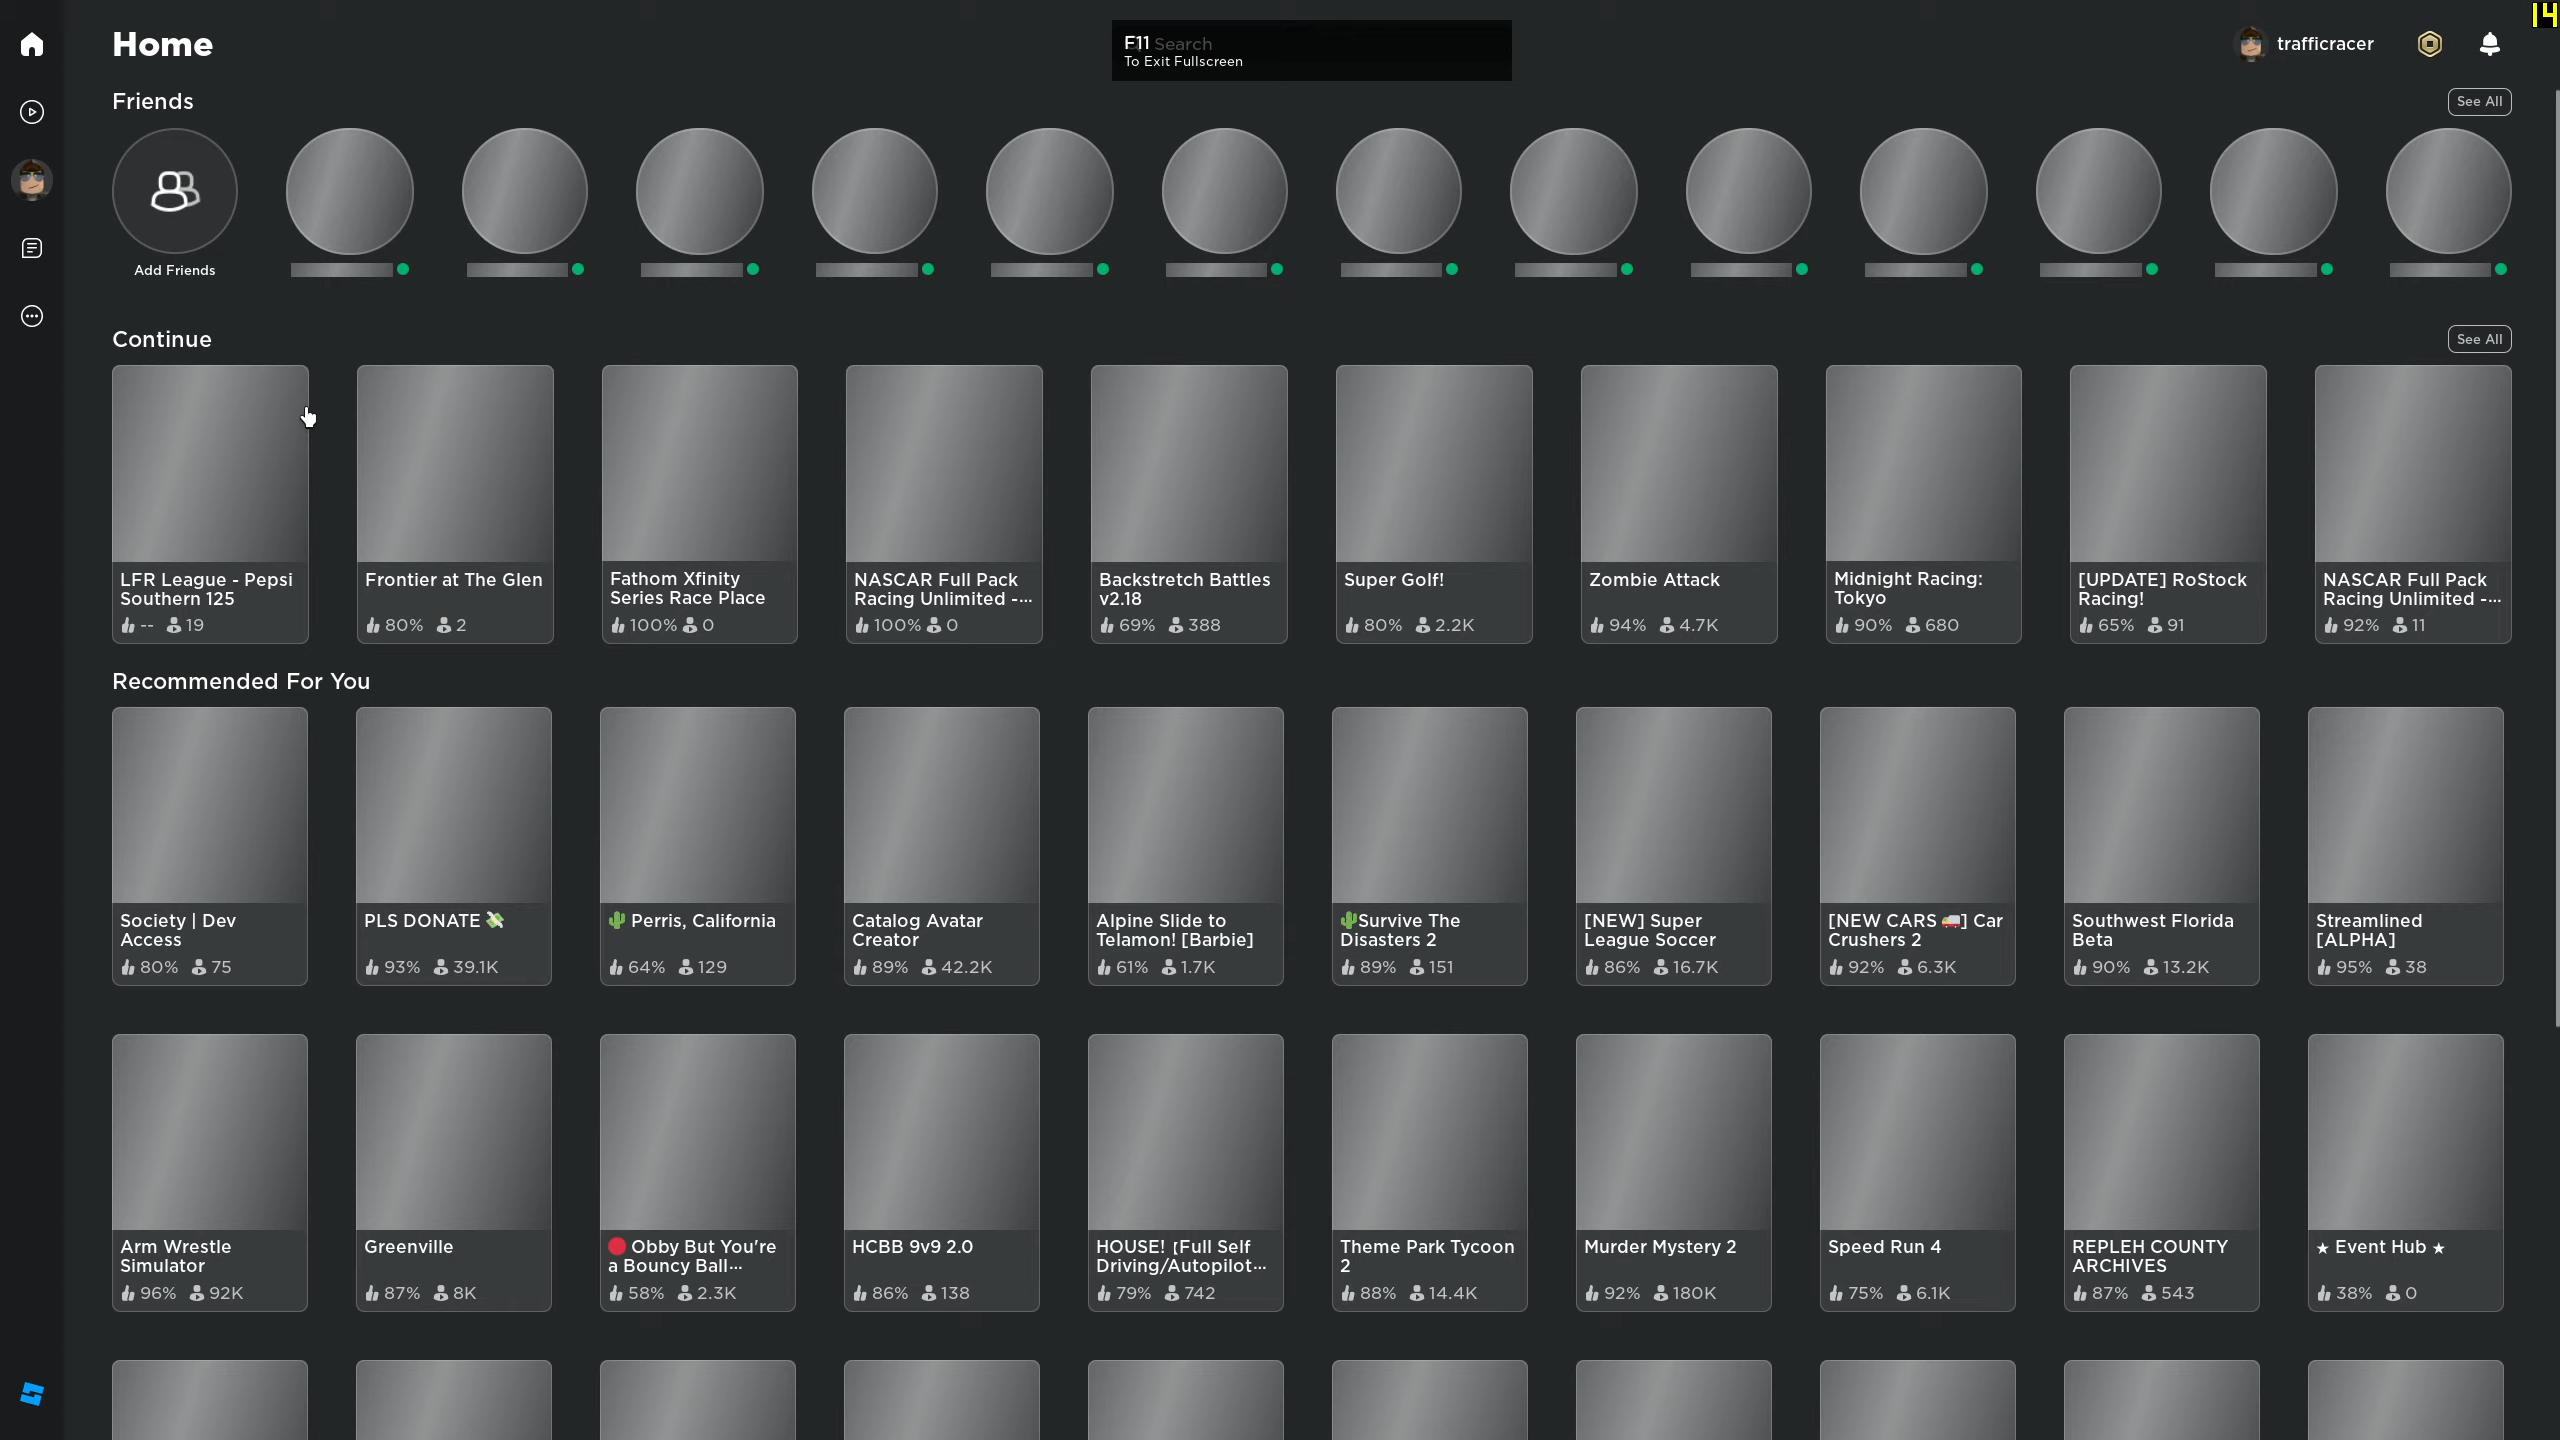 Home
F11 Search
To Exit Fullscreen
trafficracer
14
Friends
See All
Add Friends
Continue
See All
LFR League - Pepsi
Southern 125
-- 19
Frontier at The Glen
80% 2
Fathom Xfinity
Series Race Place
100% 0
NASCAR Full Pack
Racing Unlimited -...
100% 0
Backstretch Battles
v2.18
69% 388
Super Golf!
80% 2.2K
Zombie Attack
94% 4.7K
Midnight Racing:
Tokyo
90% 680
[UPDATE] RoStock
Racing!
65% 91
NASCAR Full Pack
Racing Unlimited -...
92% 11
Recommended For You
Society | Dev
Access
80% 75
PLS DONATE 💸
93% 39.1K
🌵 Perris, California
64% 129
Catalog Avatar
Creator
89% 42.2K
Alpine Slide to
Telamon! [Barbie]
61% 1.7K
🌵Survive The
Disasters 2
89% 151
[NEW] Super
League Soccer
86% 16.7K
[NEW CARS 🚚] Car
Crushers 2
92% 6.3K
Southwest Florida
Beta
90% 13.2K
Streamlined
[ALPHA]
95% 38
Arm Wrestle
Simulator
96% 92K
Greenville
87% 8K
🔴 Obby But You're
a Bouncy Ball...
58% 2.3K
HCBB 9v9 2.0
86% 138
HOUSE! [Full Self
Driving/Autopilot...
79% 742
Theme Park Tycoon
2
88% 14.4K
Murder Mystery 2
92% 180K
Speed Run 4
75% 6.1K
REPLEH COUNTY
ARCHIVES
87% 543
★ Event Hub ★
38% 0